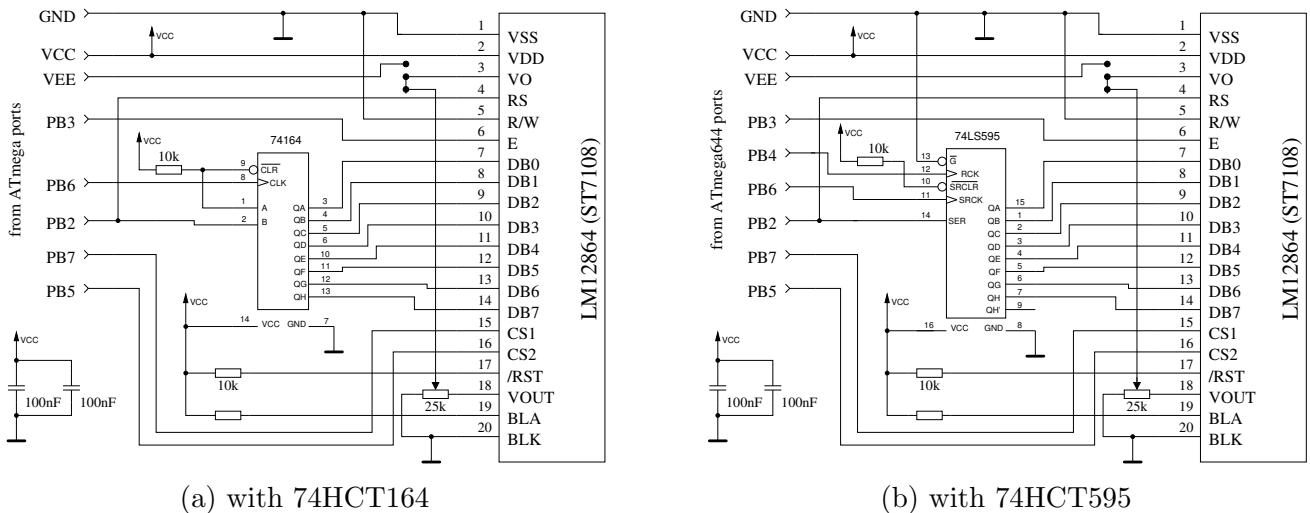 GND
VCC
VCC
VEE
from ATmega ports
PB3
VCC
10k
74164
9 CLR
8 CLK
PB6
1 A
2 B
PB2
QA 3
QB 4
QC 5
QD 6
QE 10
QF 11
QG 12
QH 13
PB7
PB5
VCC
14 VCC GND 7
VCC
100nF 100nF
10k
25k
1 VSS
2 VDD
3 VO
4 RS
5 R/W
6 E
7 DB0
8 DB1
9 DB2
10 DB3
11 DB4
12 DB5
13 DB6
14 DB7
15 CS1
16 CS2
17 /RST
18 VOUT
19 BLA
20 BLK
LM12864 (ST7108)
(a) with 74HCT164
GND
VCC
VCC
VEE
from ATmega644 ports
PB3
VCC
PB4
10k
74LS595
13 G
12 RCK
10 SRCLR
11 SRCK
14 SER
PB6
PB2
QA 15
QB 1
QC 2
QD 3
QE 4
QF 5
QG 6
QH 7
QH' 9
PB7
PB5
VCC
16 VCC GND 8
VCC
100nF 100nF
10k
25k
1 VSS
2 VDD
3 VO
4 RS
5 R/W
6 E
7 DB0
8 DB1
9 DB2
10 DB3
11 DB4
12 DB5
13 DB6
14 DB7
15 CS1
16 CS2
17 /RST
18 VOUT
19 BLA
20 BLK
LM12864 (ST7108)
(b) with 74HCT595